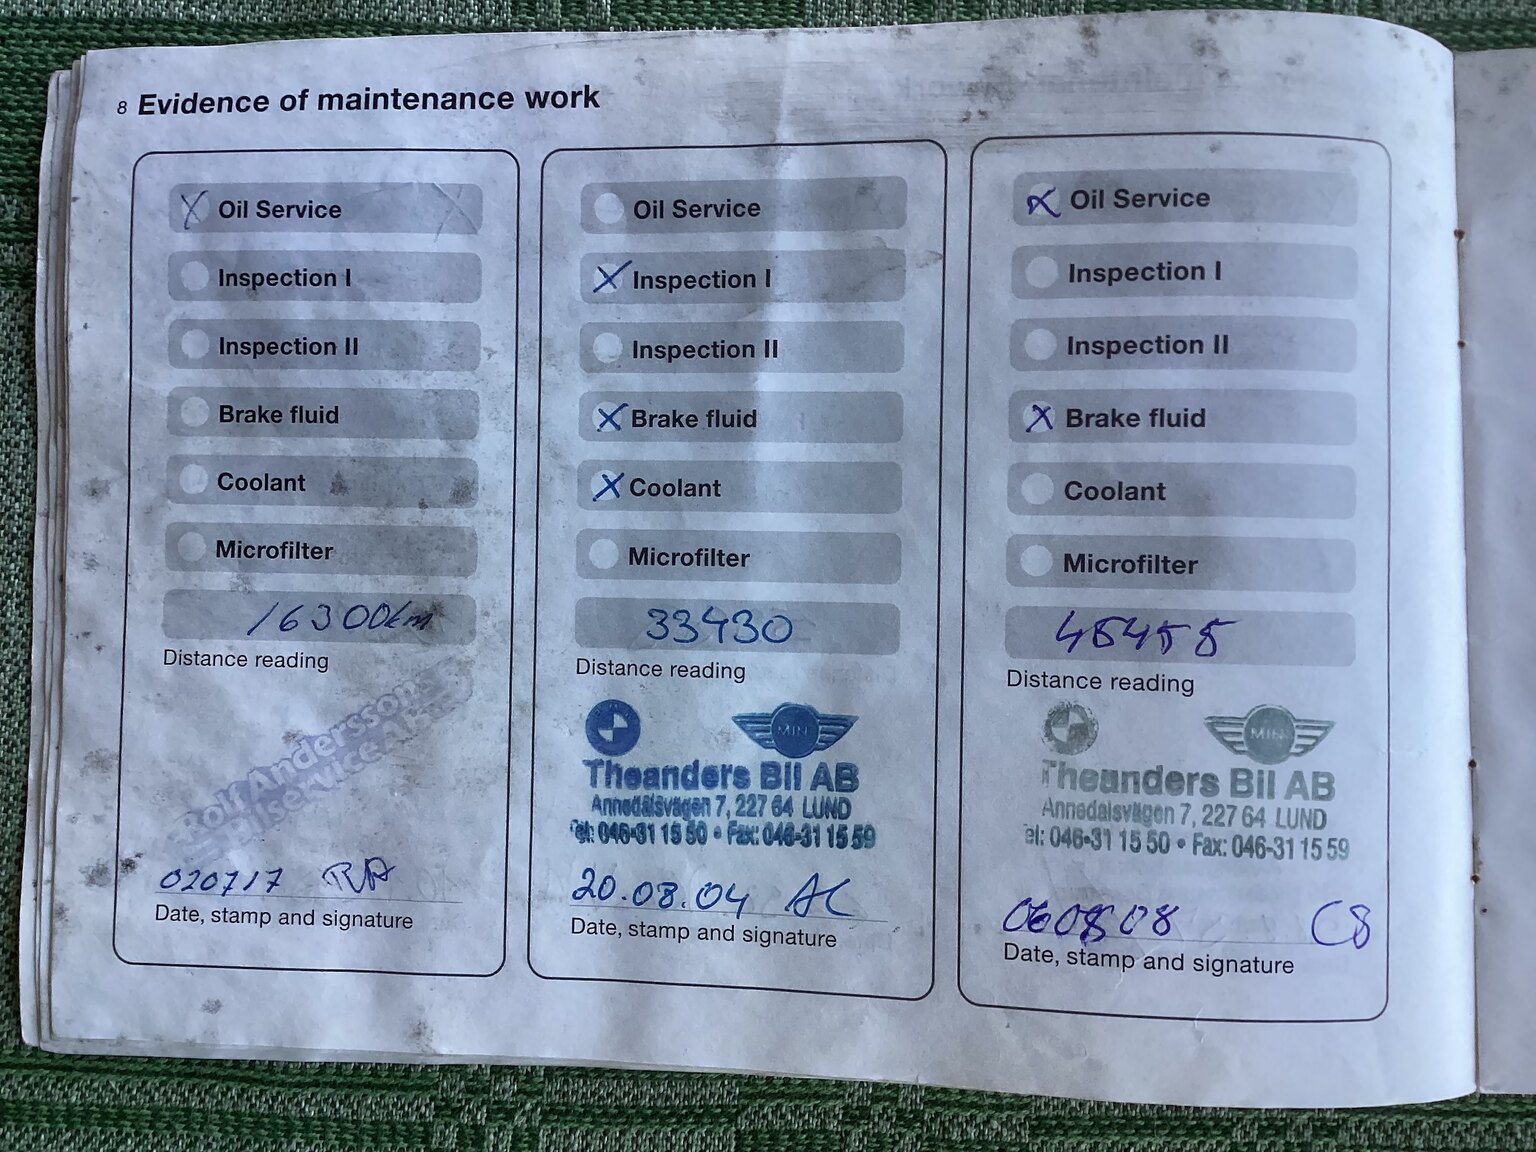 8 Evidence of maintenance work
Oil Service
Inspection I
Inspection II
Brake fluid
Coolant
Microfilter
16300km
Distance reading
Rolf Anderssons
Bilservice
020717 RA
Date, stamp and signature
Oil Service
Inspection I
Inspection II
Brake fluid
Coolant
Microfilter
33430
Distance reading
MINI
Theanders Bil AB
Annedalsvägen 7, 227 64 LUND
Tel: 046-31 15 50 • Fax: 046-31 15 59
20.08.04 AC
Date, stamp and signature
Oil Service
Inspection I
Inspection II
Brake fluid
Coolant
Microfilter
45455
Distance reading
MINI
Theanders Bil AB
Annedalsvägen 7, 227 64 LUND
Tel: 046-31 15 50 • Fax: 046-31 15 59
060808 CB
Date, stamp and signature